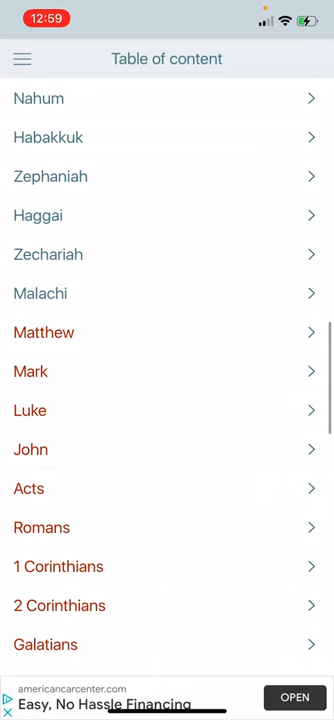 12:59
Table of content
Nahum
Habakkuk
Zephaniah
Haggai
Zechariah
Malachi
Matthew
Mark
Luke
John
Acts
Romans
1 Corinthians
2 Corinthians
Galatians
americancarcenter.com
Easy, No Hassle Financing
OPEN